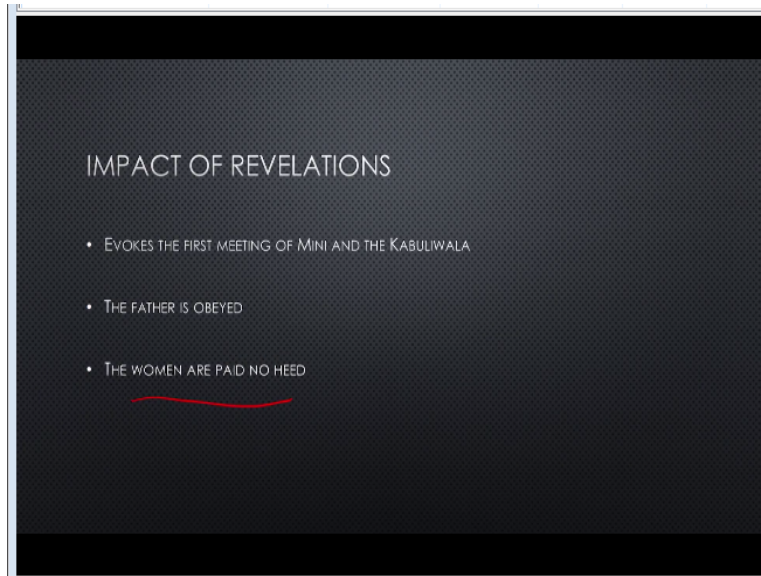 IMPACT OF REVELATIONS
• EVOKES THE FIRST MEETING OF MINI AND THE KABULIWALA
• THE FATHER IS OBEYED
• THE WOMEN ARE PAID NO HEED